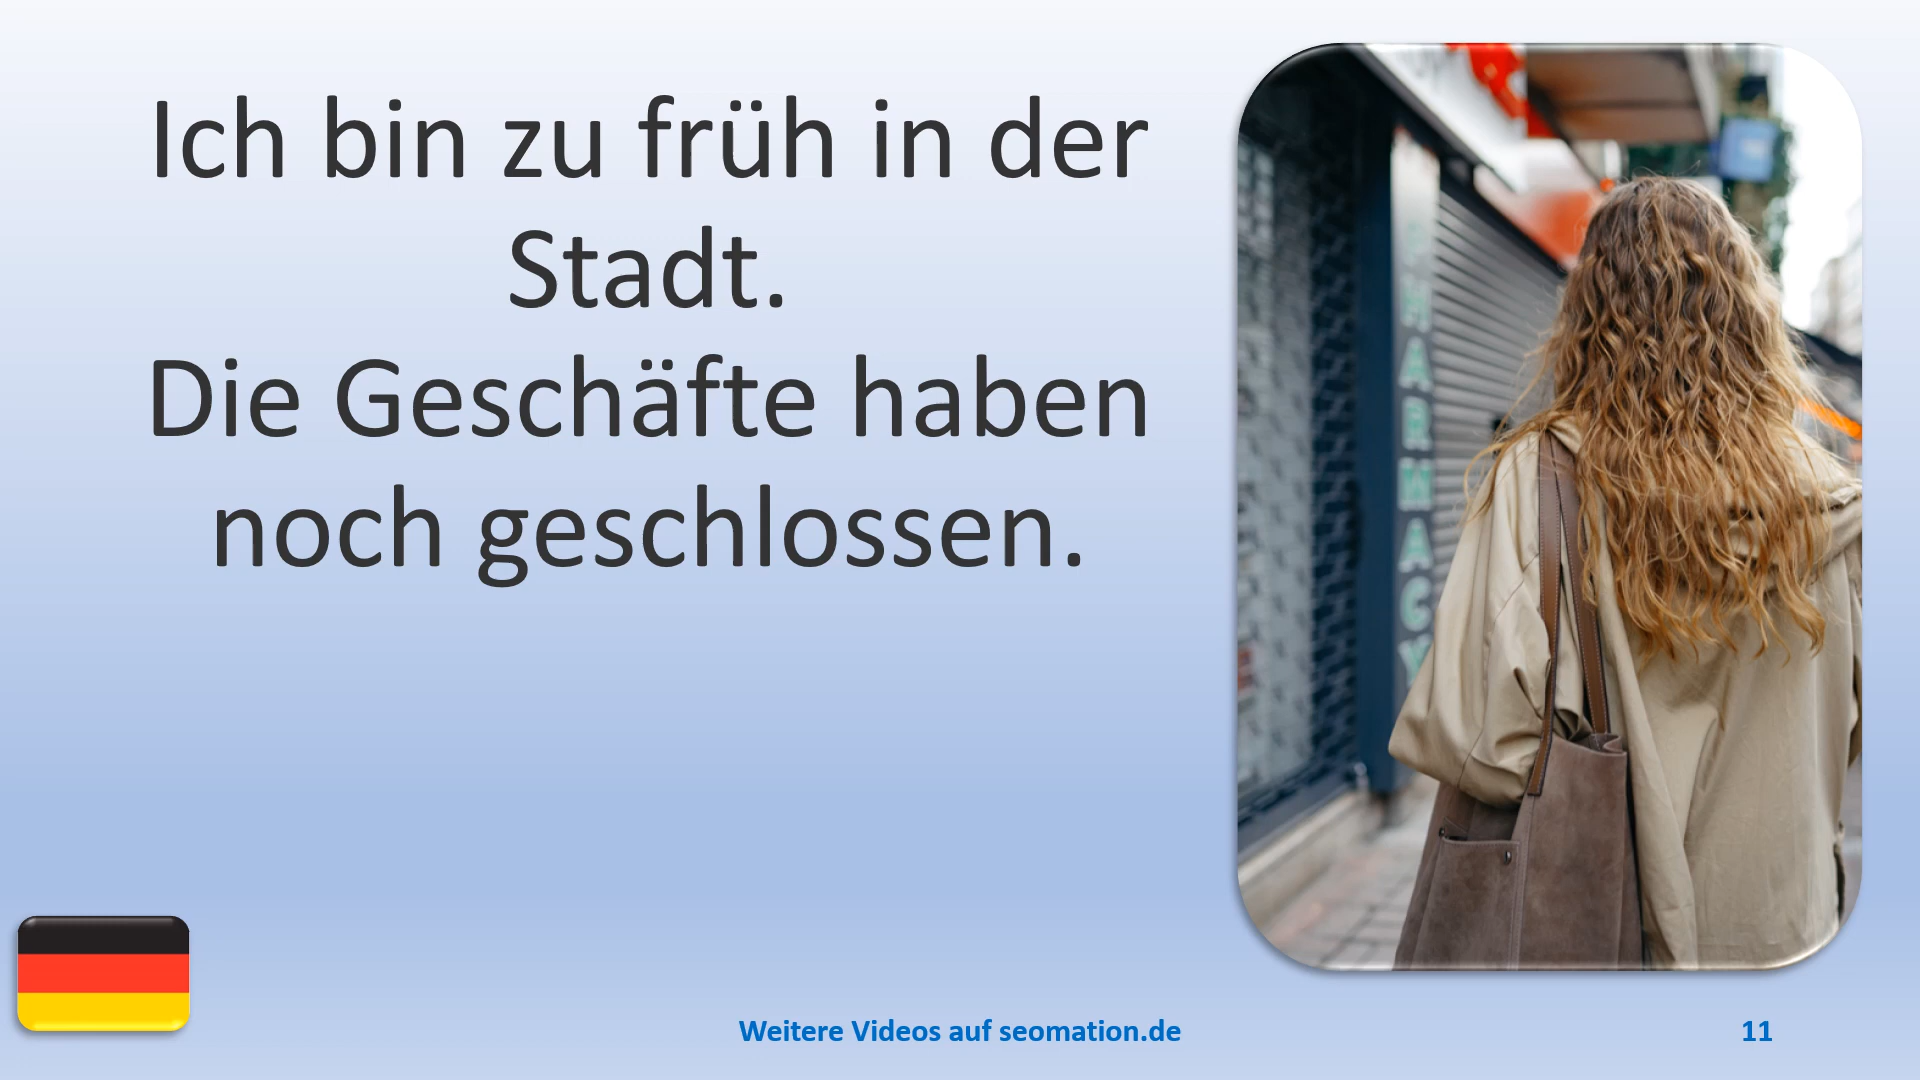 Ich bin zu früh in der
Stadt.
Die Geschäfte haben
noch geschlossen.
PHARMACY
Weitere Videos auf seomation.de
11